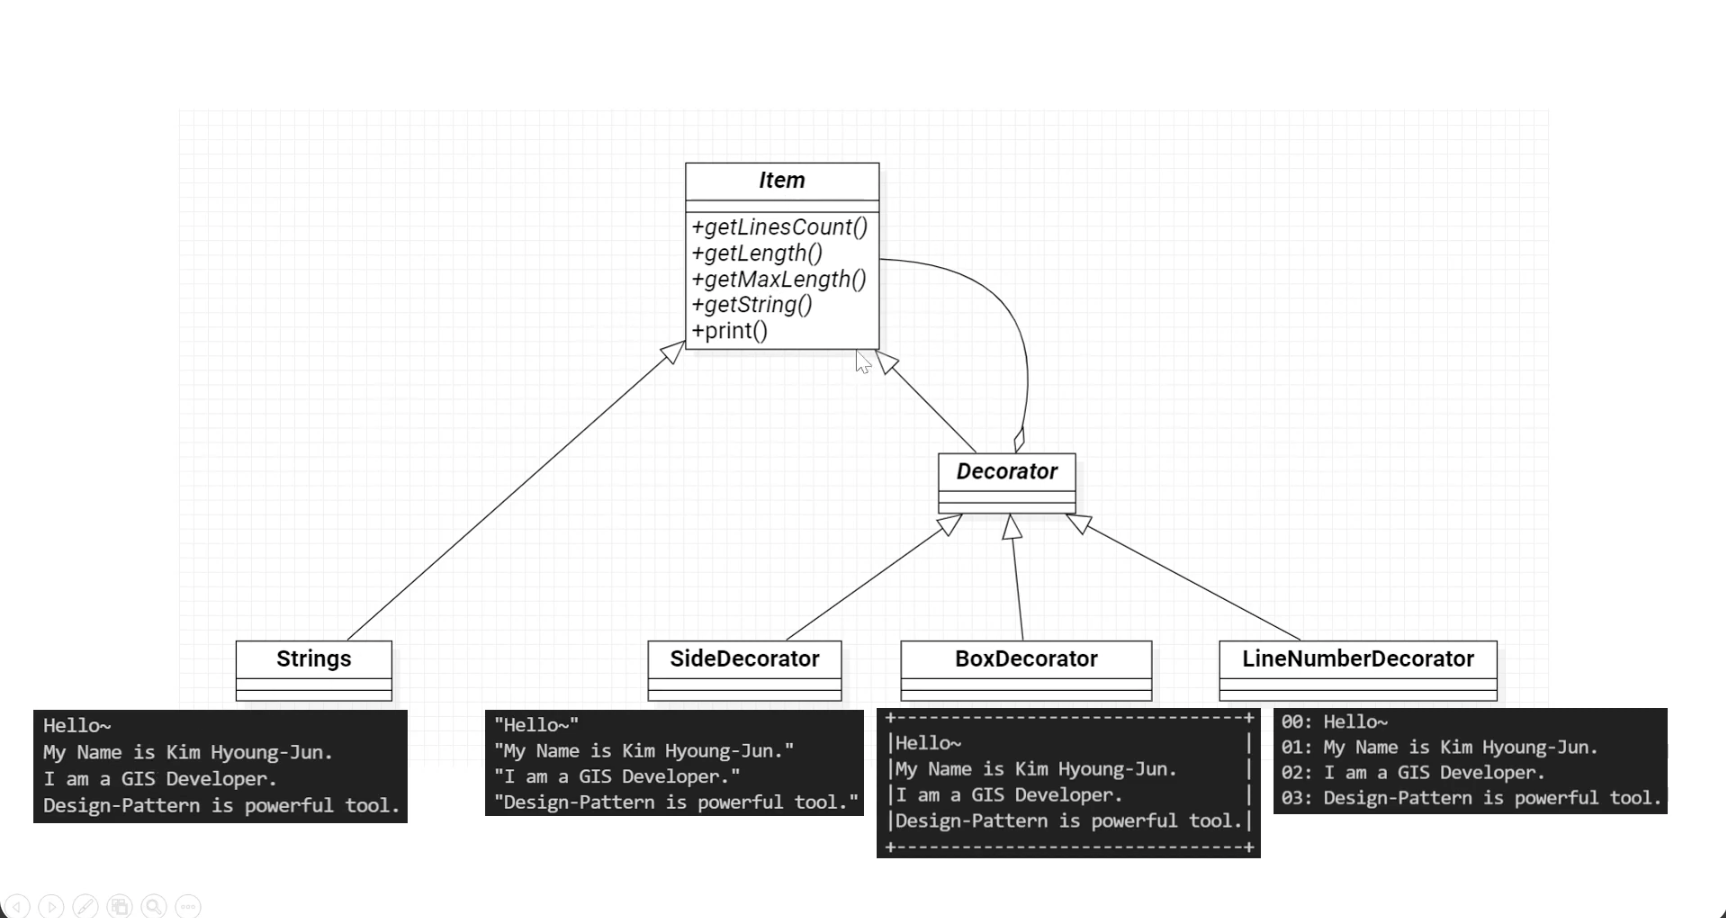 Item
+getLinesCount()
+getLength()
+getMaxLength()
+getString()
+print()
Decorator
Strings
SideDecorator
BoxDecorator
LineNumberDecorator
Hello~
My Name is Kim Hyoung-Jun.
I am a GIS Developer.
Design-Pattern is powerful tool.
"Hello~"
"My Name is Kim Hyoung-Jun."
"I am a GIS Developer."
"Design-Pattern is powerful tool."
+--------------------------------+
|Hello~                          |
|My Name is Kim Hyoung-Jun.      |
|I am a GIS Developer.           |
|Design-Pattern is powerful tool.|
+--------------------------------+
00: Hello~
01: My Name is Kim Hyoung-Jun.
02: I am a GIS Developer.
03: Design-Pattern is powerful tool.